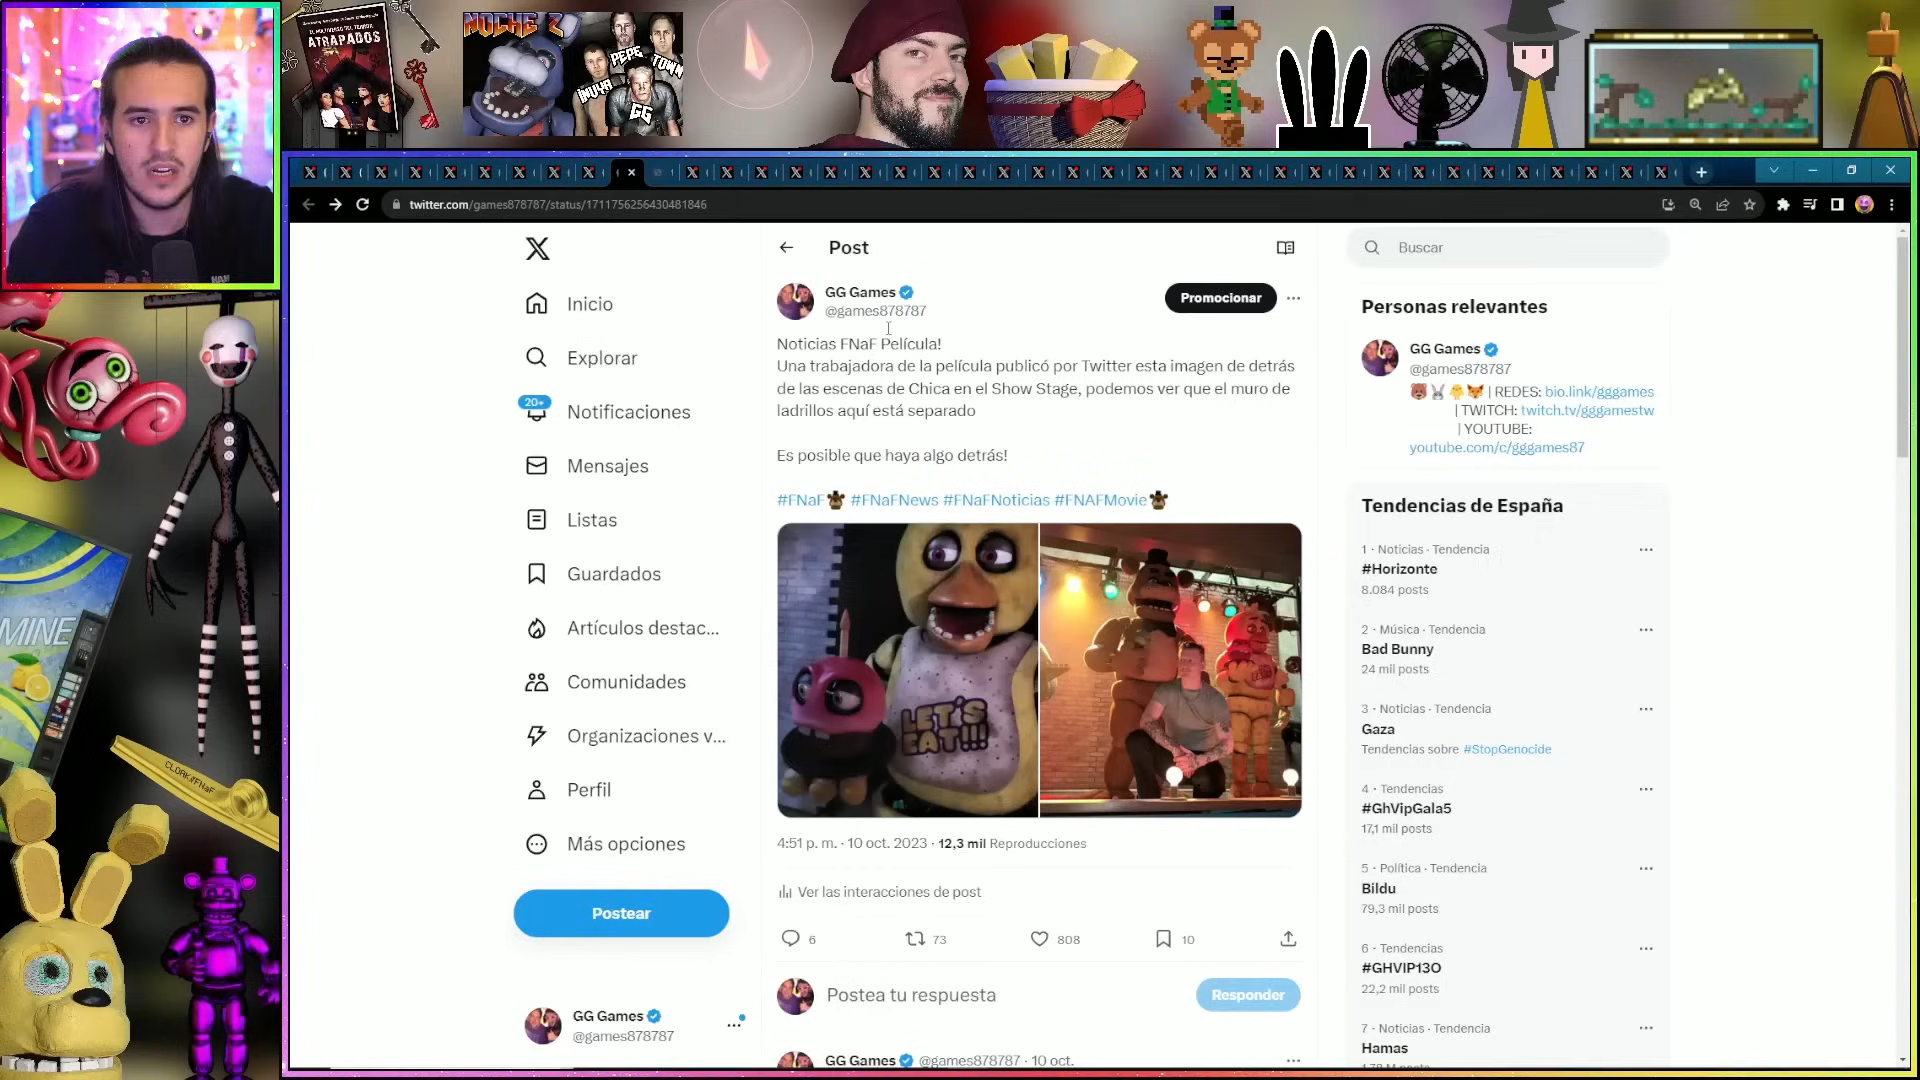 EL MULTIVERSO DEL TERROR
ATRAPADOS
NOCHE 2
PEPE
TOWN
INUYA
GG
twitter.com/games878787/status/1711756256430481846
Post
Buscar
GG Games
@games878787
Promocionar
Noticias FNaF Película!
Una trabajadora de la película publicó por Twitter esta imagen de detrás
de las escenas de Chica en el Show Stage, podemos ver que el muro de
ladrillos aquí está separado
Es posible que haya algo detrás!
#FNaF #FNaFNews #FNaFNoticias #FNAFMovie
LET'S
EAT!!!
4:51 p. m. · 10 oct. 2023 · 12,3 mil Reproducciones
Ver las interacciones de post
6
73
808
10
Postea tu respuesta
Responder
GG Games @games878787 · 10 oct.
Inicio
Explorar
20+
Notificaciones
Mensajes
Listas
Guardados
Artículos destac...
Comunidades
Organizaciones v...
Perfil
Más opciones
Postear
GG Games
@games878787
Personas relevantes
GG Games
@games878787
| REDES: bio.link/gggames
| TWITCH: twitch.tv/gggamestw
| YOUTUBE:
youtube.com/c/gggames87
Tendencias de España
1 · Noticias · Tendencia
#Horizonte
8.084 posts
2 · Música · Tendencia
Bad Bunny
24 mil posts
3 · Noticias · Tendencia
Gaza
Tendencias sobre #StopGenocide
4 · Tendencias
#GhVipGala5
17,1 mil posts
5 · Política · Tendencia
Bildu
79,3 mil posts
6 · Tendencias
#GHVIP13O
22,2 mil posts
7 · Noticias · Tendencia
Hamas
MINE
CLOAK//FNaF